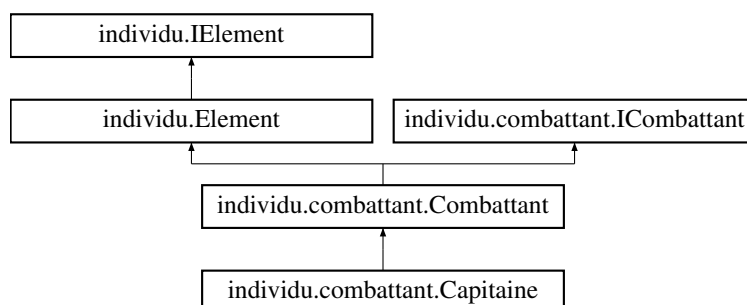 individu.IElement
individu.Element
individu.combattant.ICombattant
individu.combattant.Combattant
individu.combattant.Capitaine